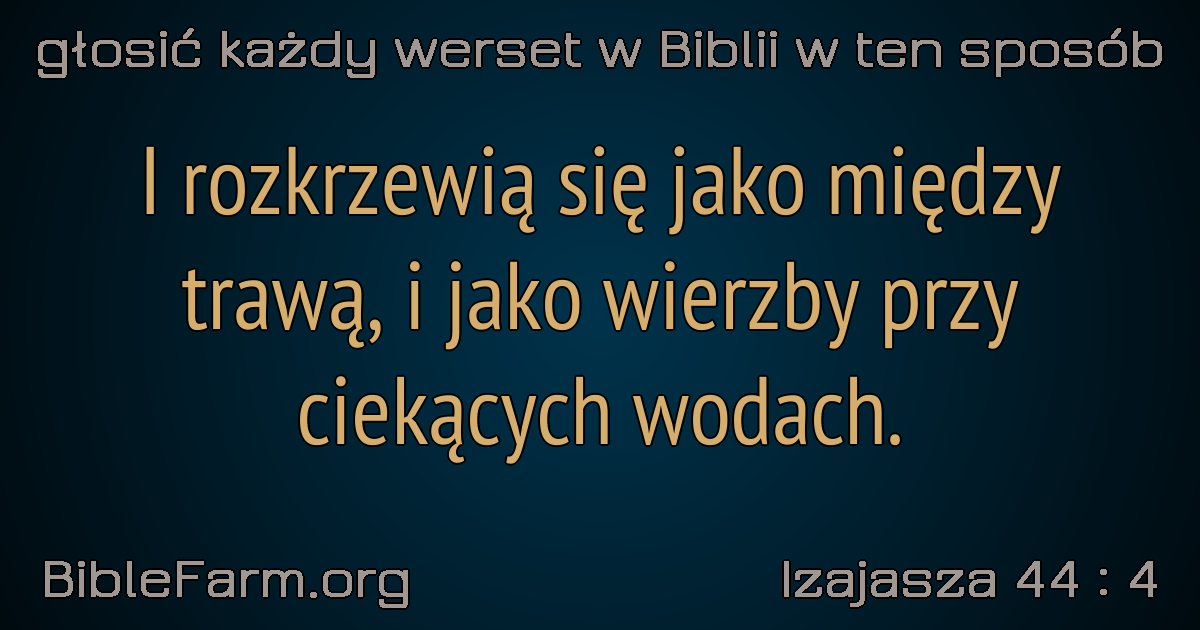 głosić każdy werset w Biblii w ten sposób
I rozkrzewią się jako między
trawą, i jako wierzby przy
ciekących wodach.
BibleFarm.org
Izajasza 44 : 4